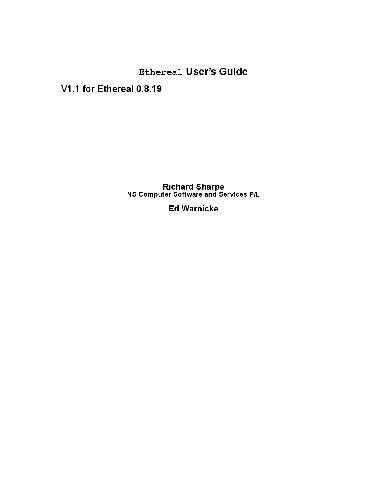 Ethereal User's Guide
V1.1 for Ethereal 0.8.19
Richard Sharpe
NS Computer Software and Services P/L
Ed Warnicke